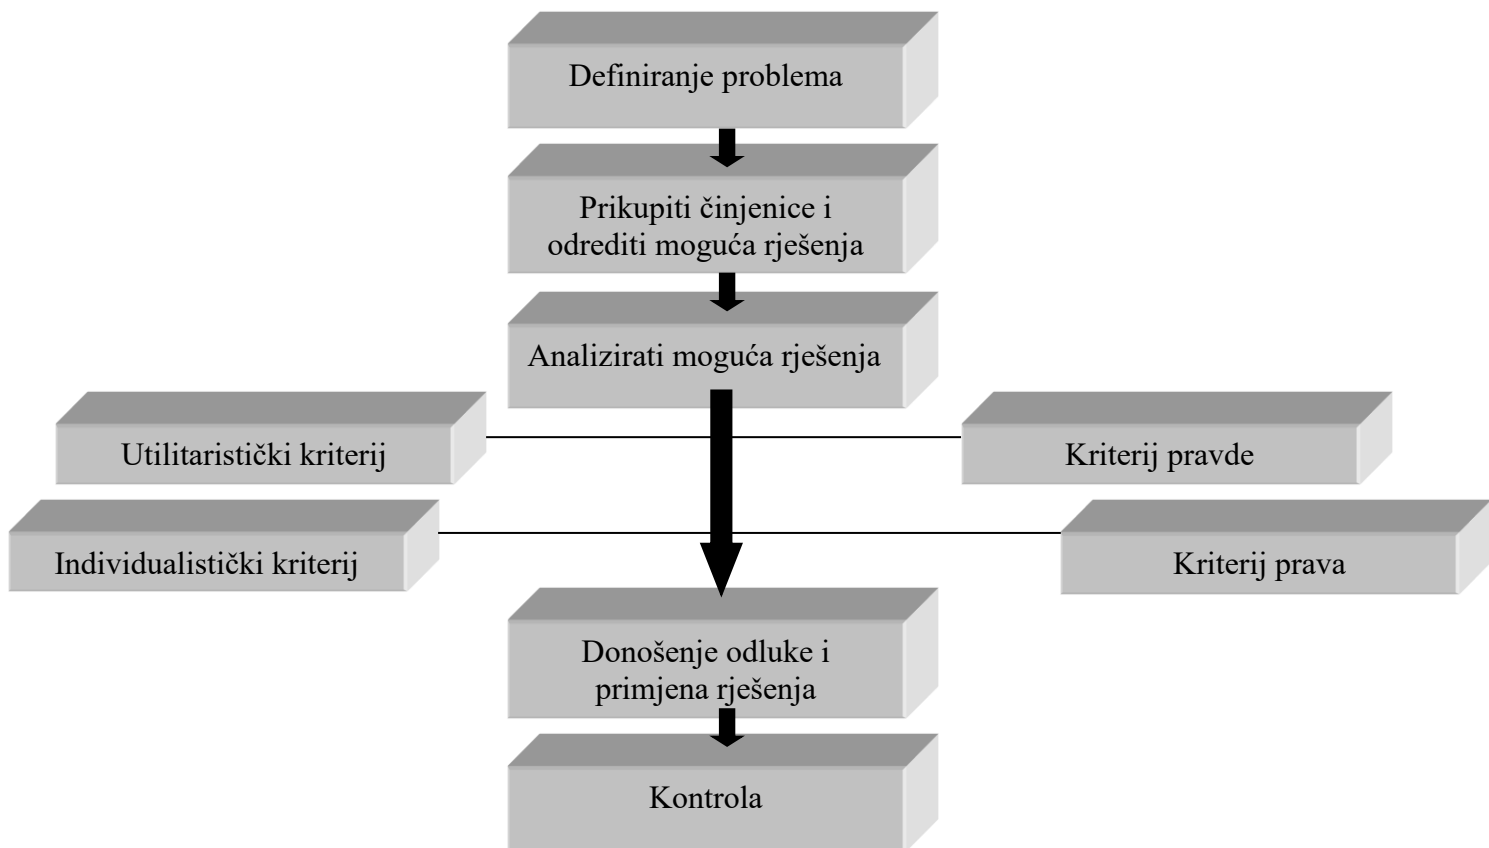 Definiranje problema
Prikupiti činjenice i
odrediti moguća rješenja
Analizirati moguća rješenja
Utilitaristički kriterij
Kriterij pravde
Individualistički kriterij
Kriterij prava
Donošenje odluke i
primjena rješenja
Kontrola